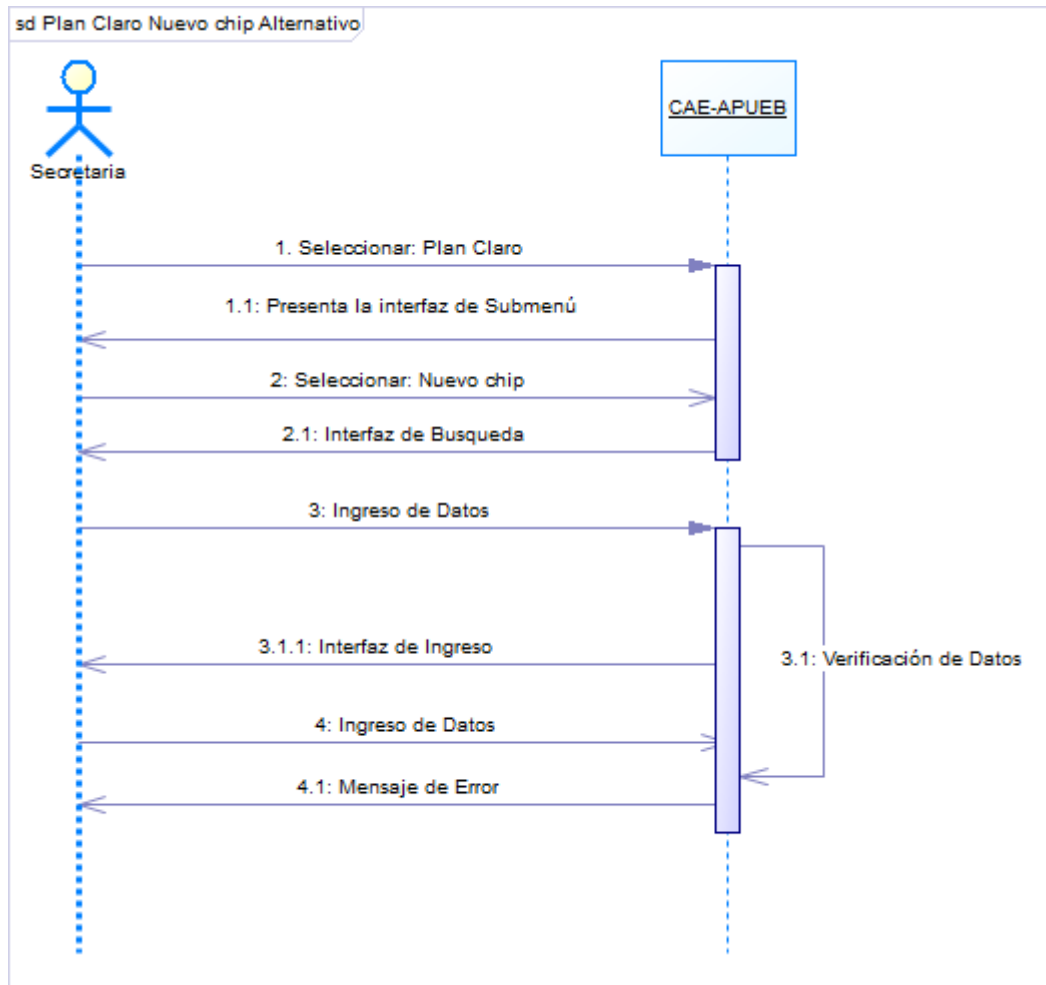 sd Plan Claro Nuevo chip Alternativo
Secretaria
CAE-APUEB
1. Seleccionar: Plan Claro
1.1: Presenta la interfaz de Submenú
2: Seleccionar: Nuevo chip
2.1: Interfaz de Busqueda
3: Ingreso de Datos
3.1.1: Interfaz de Ingreso
3.1: Verificación de Datos
4: Ingreso de Datos
4.1: Mensaje de Error